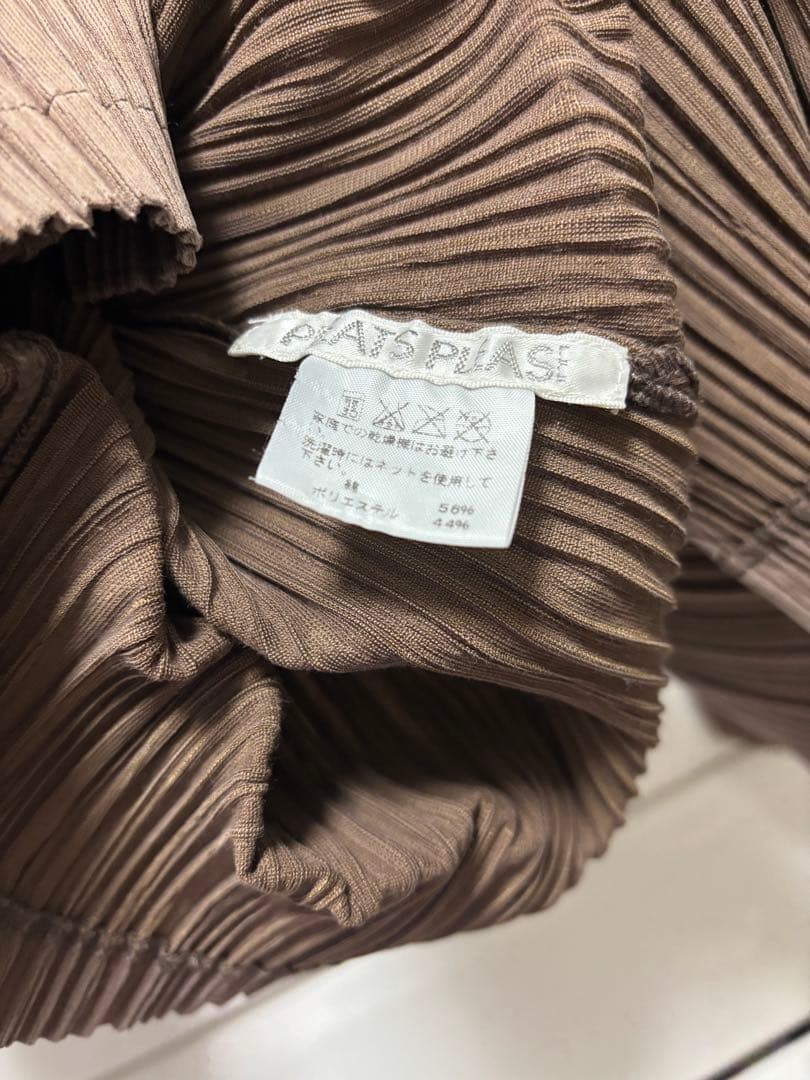 PLEATS PLEASE
家庭での乾燥機はお避け下さ
い。
洗濯時にはネットを使用して
下さい。
綿 56%
ポリエステル 44%